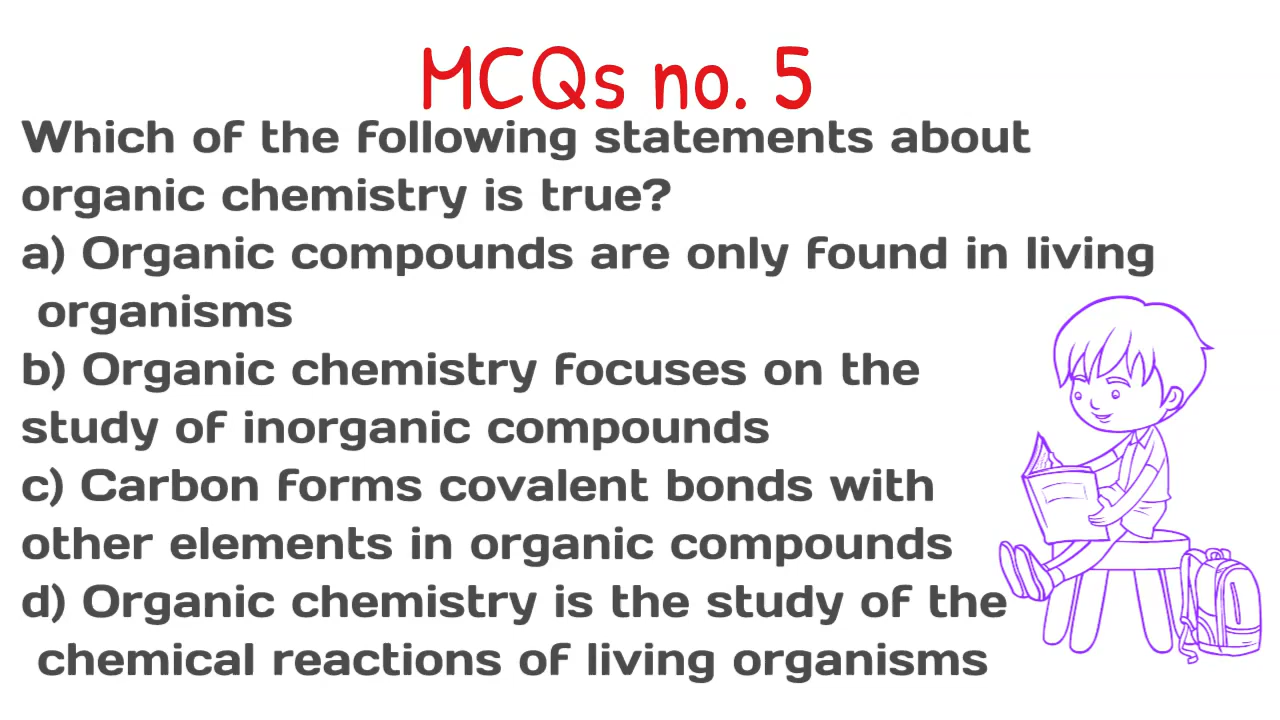 MCQs no. 5
Which of the following statements about
organic chemistry is true?
a) Organic compounds are only found in living
organisms
b) Organic chemistry focuses on the
study of inorganic compounds
c) Carbon forms covalent bonds with
other elements in organic compounds
d) Organic chemistry is the study of the
chemical reactions of living organisms